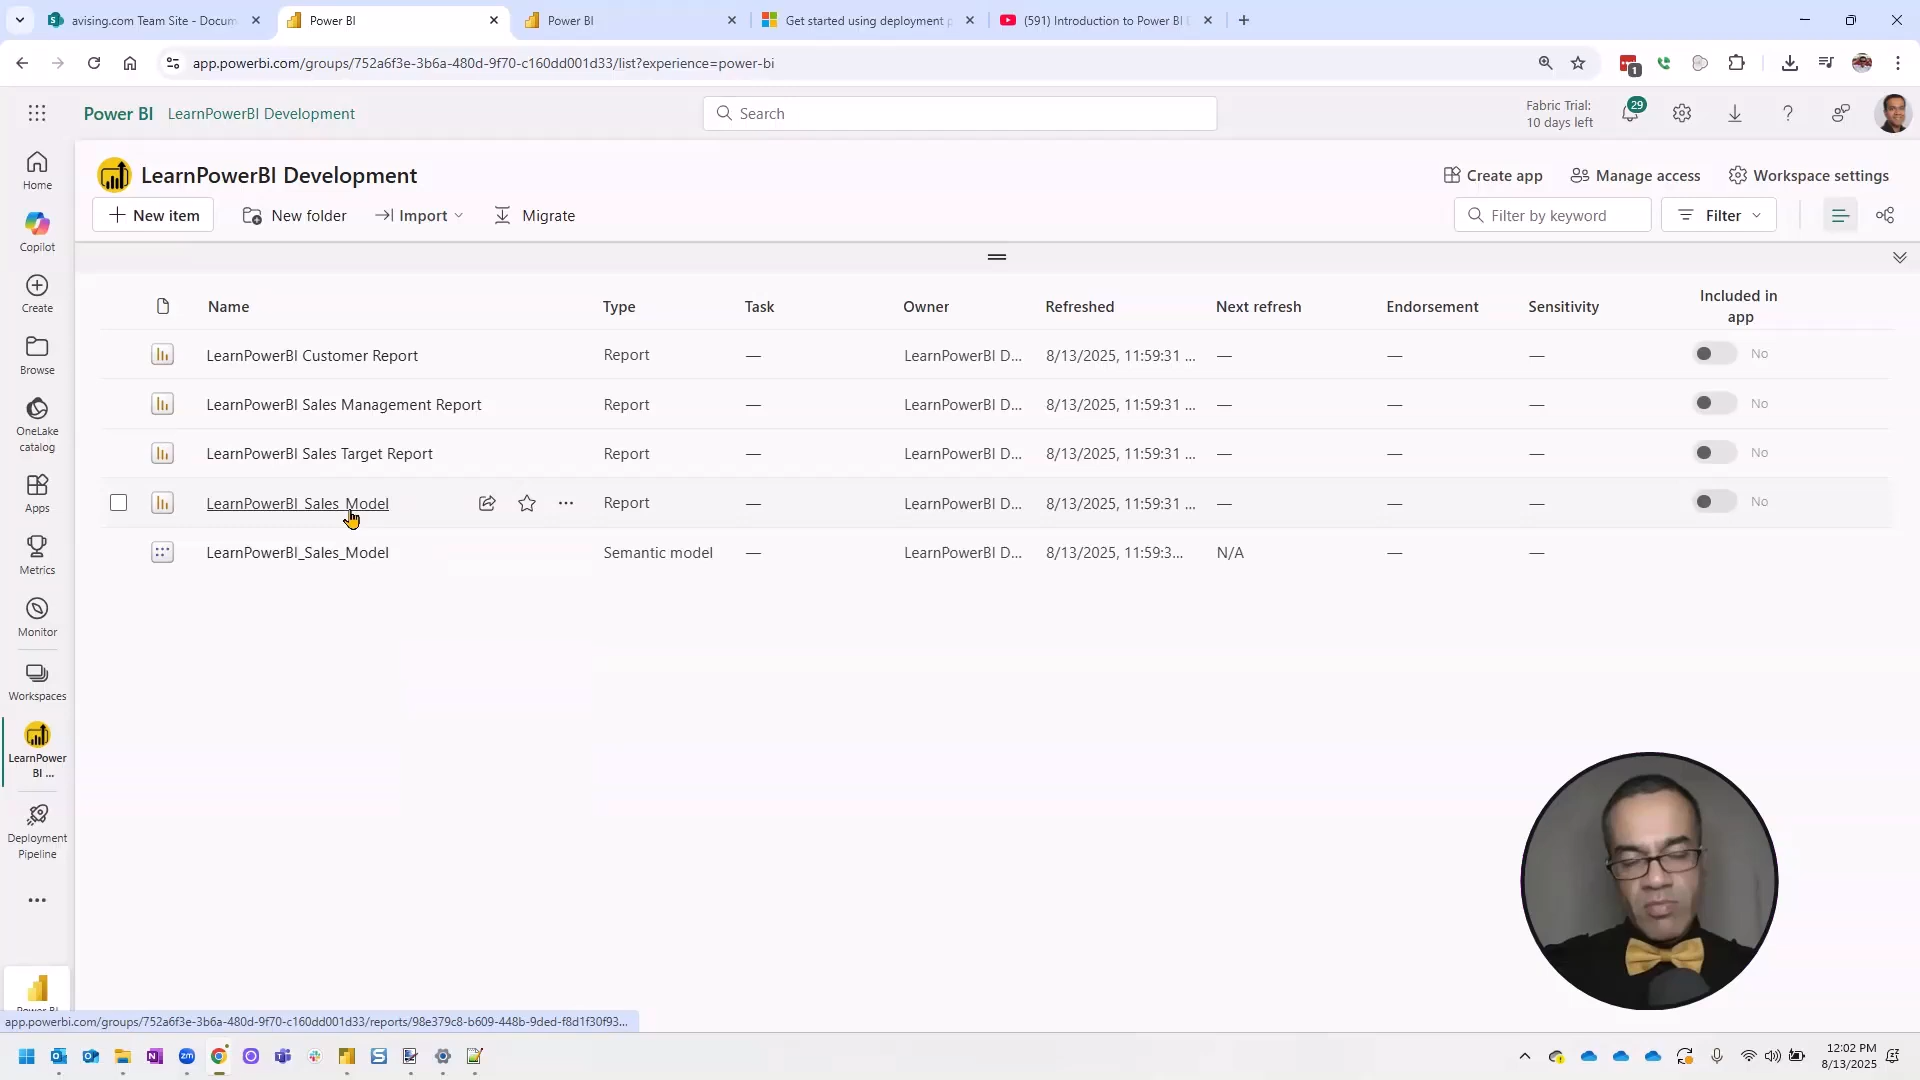 avising.com Team Site - Docum
Power BI
Power BI
Get started using deployment p
(591) Introduction to Power BI
app.powerbi.com/groups/752a6f3e-3b6a-480d-9f70-c160dd001d33/list?experience=power-bi
1
Power BI LearnPowerBI Development
Search
Fabric Trial:
10 days left
29
Home
Copilot
Create
Browse
OneLake
catalog
Apps
Metrics
Monitor
Workspaces
LearnPower
BI ...
Deployment
Pipeline
LearnPowerBI Development
Create app
Manage access
Workspace settings
New item
New folder
Import
Migrate
Filter by keyword
Filter
Name Type Task Owner Refreshed Next refresh Endorsement Sensitivity Included in
app
LearnPowerBI Customer Report Report — LearnPowerBI D... 8/13/2025, 11:59:31 ... — — — No
LearnPowerBI Sales Management Report Report — LearnPowerBI D... 8/13/2025, 11:59:31 ... — — — No
LearnPowerBI Sales Target Report Report — LearnPowerBI D... 8/13/2025, 11:59:31 ... — — — No
LearnPowerBI_Sales_Model Report — LearnPowerBI D... 8/13/2025, 11:59:31 ... — — — No
LearnPowerBI_Sales_Model Semantic model — LearnPowerBI D... 8/13/2025, 11:59:3... N/A — —
app.powerbi.com/groups/752a6f3e-3b6a-480d-9f70-c160dd001d33/reports/98e379c8-b609-448b-9ded-f8d1f30f93...
12:02 PM
8/13/2025